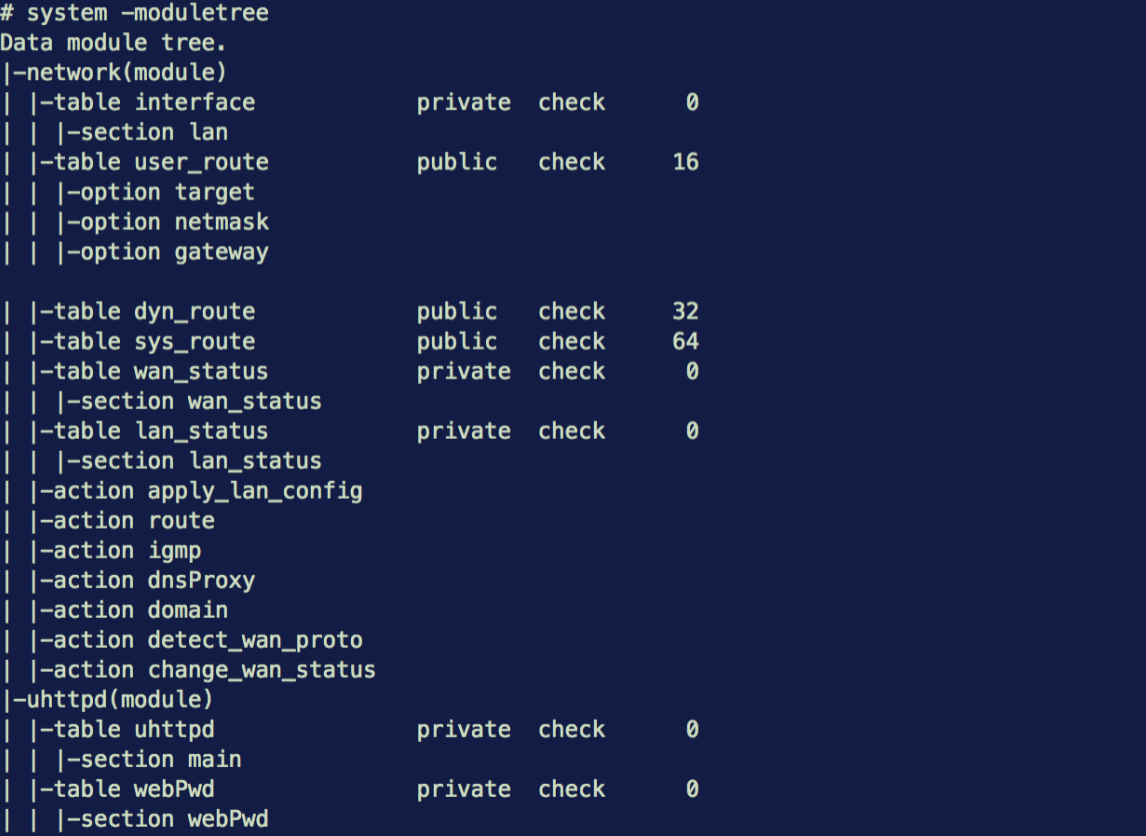 # system -moduletree
Data module tree.
|-network(module)
| |-table interface            private  check      0
| | |-section lan
| |-table user_route           public   check     16
| | |-option target
| | |-option netmask
| | |-option gateway
| |-table dyn_route            public   check     32
| |-table sys_route            public   check     64
| |-table wan_status           private  check      0
| | |-section wan_status
| |-table lan_status           private  check      0
| | |-section lan_status
| |-action apply_lan_config
| |-action route
| |-action igmp
| |-action dnsProxy
| |-action domain
| |-action detect_wan_proto
| |-action change_wan_status
|-uhttpd(module)
| |-table uhttpd               private  check      0
| | |-section main
| |-table webPwd               private  check      0
| | |-section webPwd